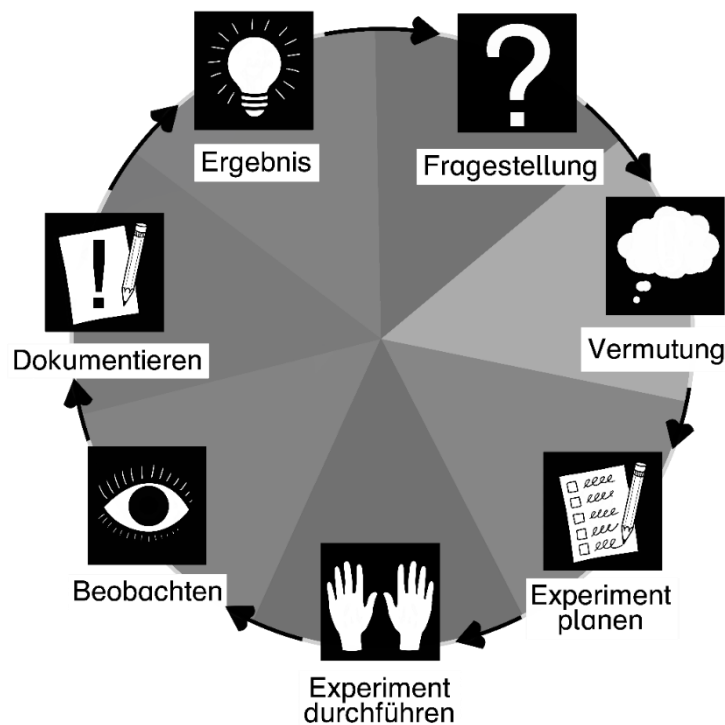 Ergebnis
Fragestellung
Vermutung
Experiment
planen
Experiment
durchführen
Beobachten
Dokumentieren